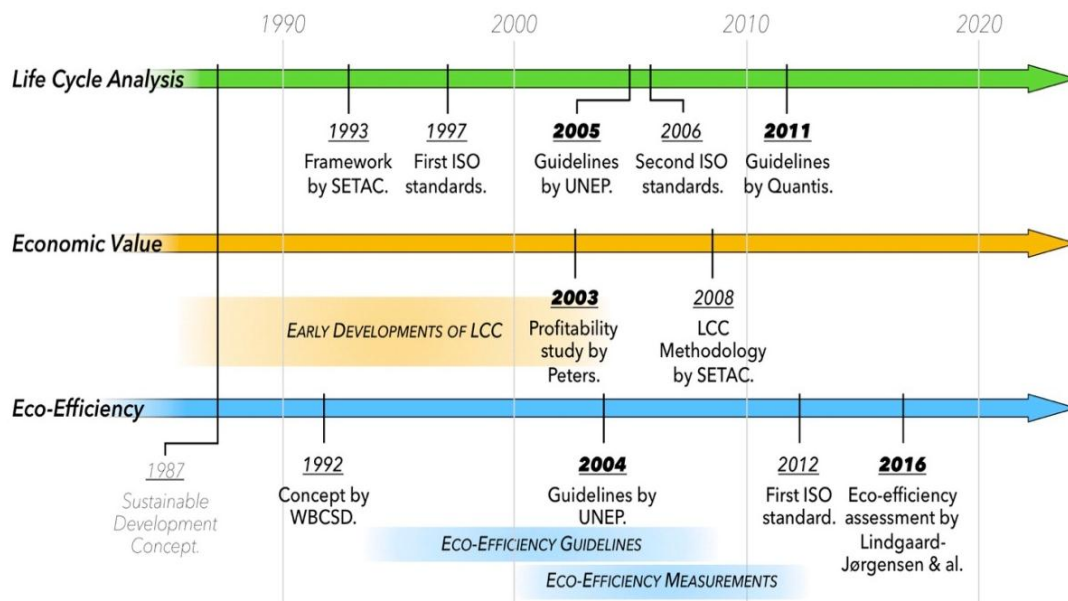 1990 2000 2010 2020
Life Cycle Analysis
1993 1997 2005 2006 2011
Framework First ISO Guidelines Second ISO Guidelines
by SETAC. standards. by UNEP. standards. by Quantis.
Economic Value
2003 2008
EARLY DEVELOPMENTS OF LCC
Profitability LCC
study by Methodology
Peters. by SETAC.
Eco-Efficiency
1987 1992 2004 2012 2016
Sustainable
Development
Concept.
Concept by
WBCSD.
Guidelines by
UNEP.
First ISO
standard.
Eco-efficiency
assessment by
Lindgaard-
Jørgensen & al.
ECO-EFFICIENCY GUIDELINES
ECO-EFFICIENCY MEASUREMENTS